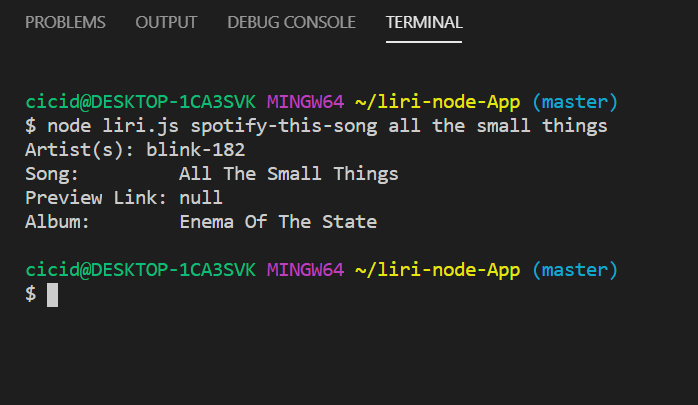 PROBLEMS OUTPUT DEBUG CONSOLE TERMINAL
cicid@DESKTOP-1CA3SVK MINGW64 ~/liri-node-App (master)
$ node liri.js spotify-this-song all the small things
Artist(s): blink-182
Song:         All The Small Things
Preview Link: null
Album:        Enema Of The State
cicid@DESKTOP-1CA3SVK MINGW64 ~/liri-node-App (master)
$